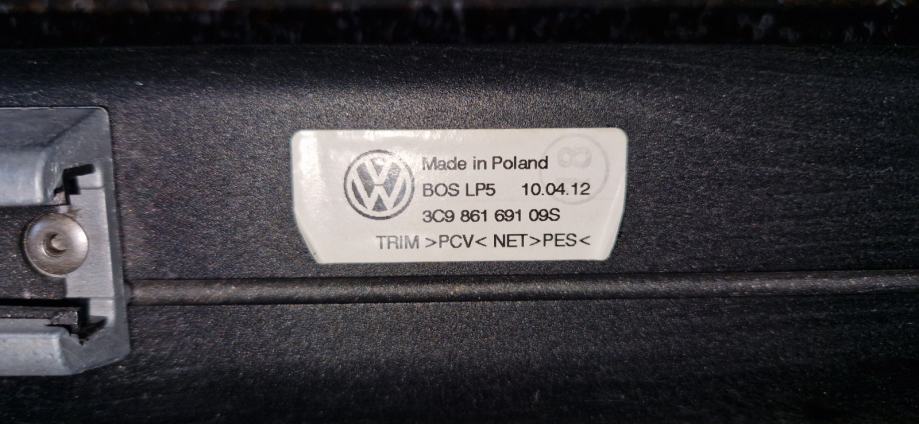 Made in Poland
BOS LP5 10.04.12
3C9 861 691 09S
TRIM >PCV< NET>PES<